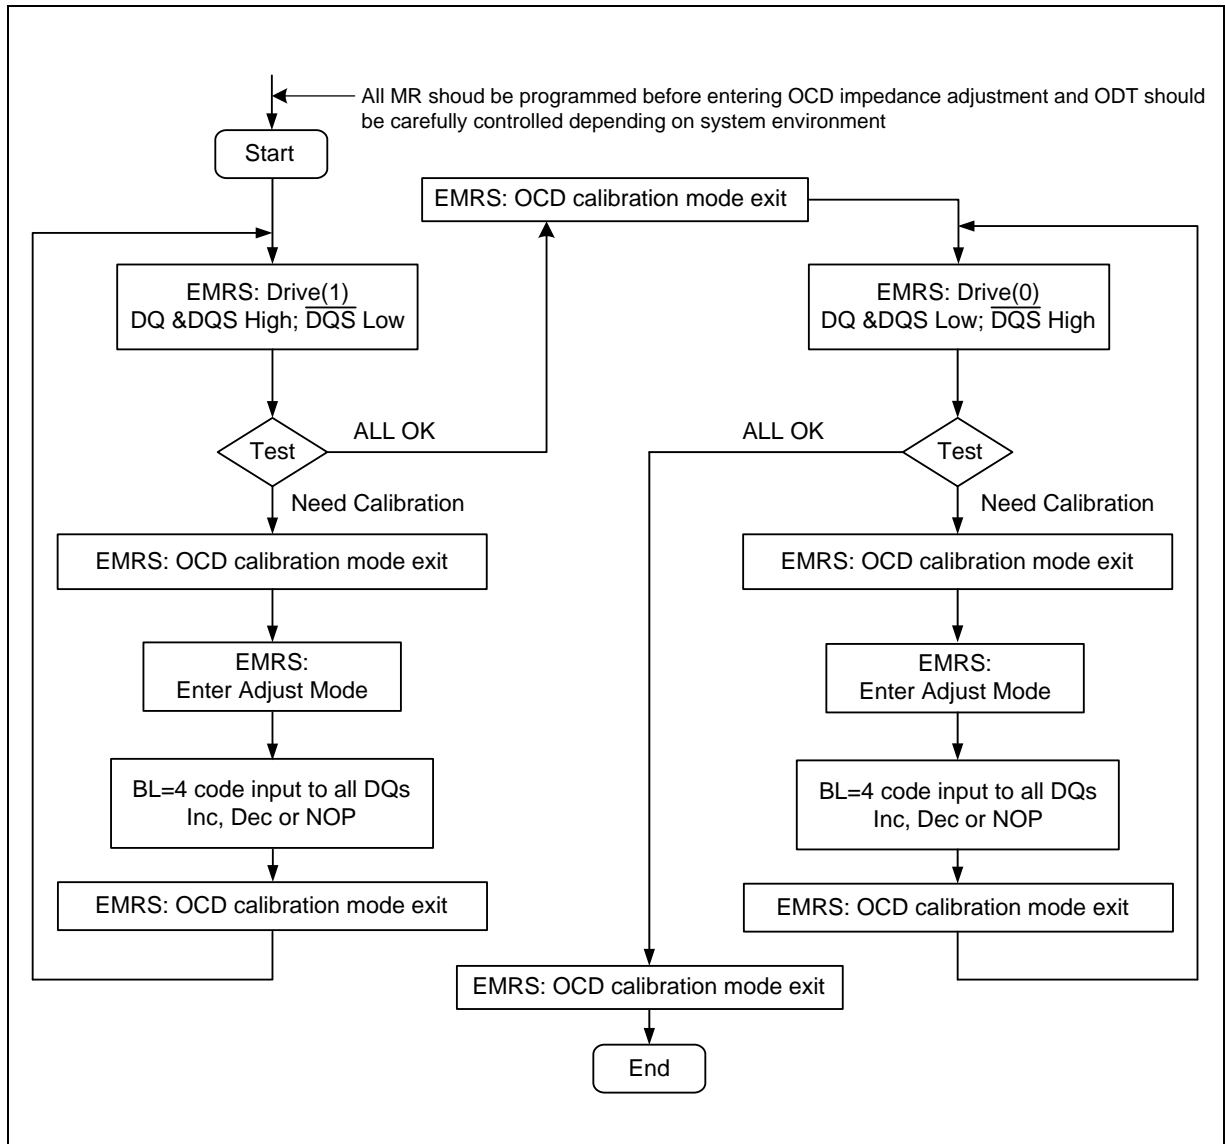 All MR shoud be programmed before entering OCD impedance adjustment and ODT should
be carefully controlled depending on system environment
Start
EMRS: OCD calibration mode exit
EMRS: Drive(1)
DQ &DQS High; D̅Q̅S̅ Low
Test
ALL OK
Need Calibration
EMRS: OCD calibration mode exit
EMRS:
Enter Adjust Mode
BL=4 code input to all DQs
Inc, Dec or NOP
EMRS: OCD calibration mode exit
EMRS: Drive(0)
DQ &DQS Low; D̅Q̅S̅ High
ALL OK
Test
Need Calibration
EMRS: OCD calibration mode exit
EMRS:
Enter Adjust Mode
BL=4 code input to all DQs
Inc, Dec or NOP
EMRS: OCD calibration mode exit
EMRS: OCD calibration mode exit
End